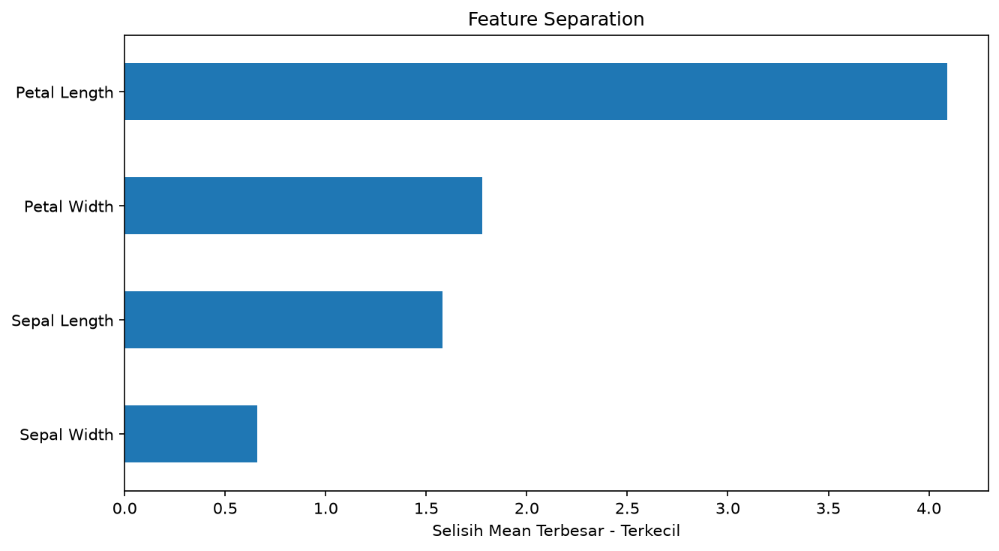 Feature Separation
Petal Length
Petal Width
Sepal Length
Sepal Width
0.0 0.5 1.0 1.5 2.0 2.5 3.0 3.5 4.0
Selisih Mean Terbesar - Terkecil